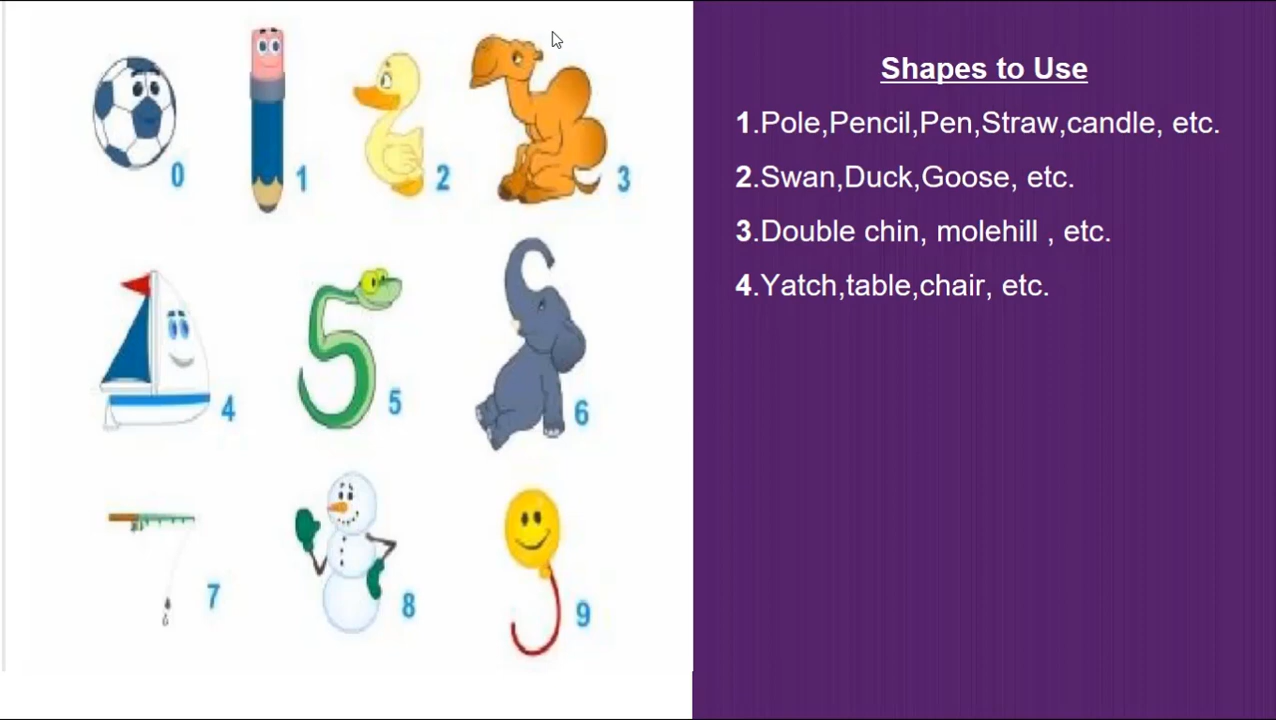 0
1
2
3
4
5
6
7
8
9
Shapes to Use
1.Pole,Pencil,Pen,Straw,candle, etc.
2.Swan,Duck,Goose, etc.
3.Double chin, molehill , etc.
4.Yatch,table,chair, etc.